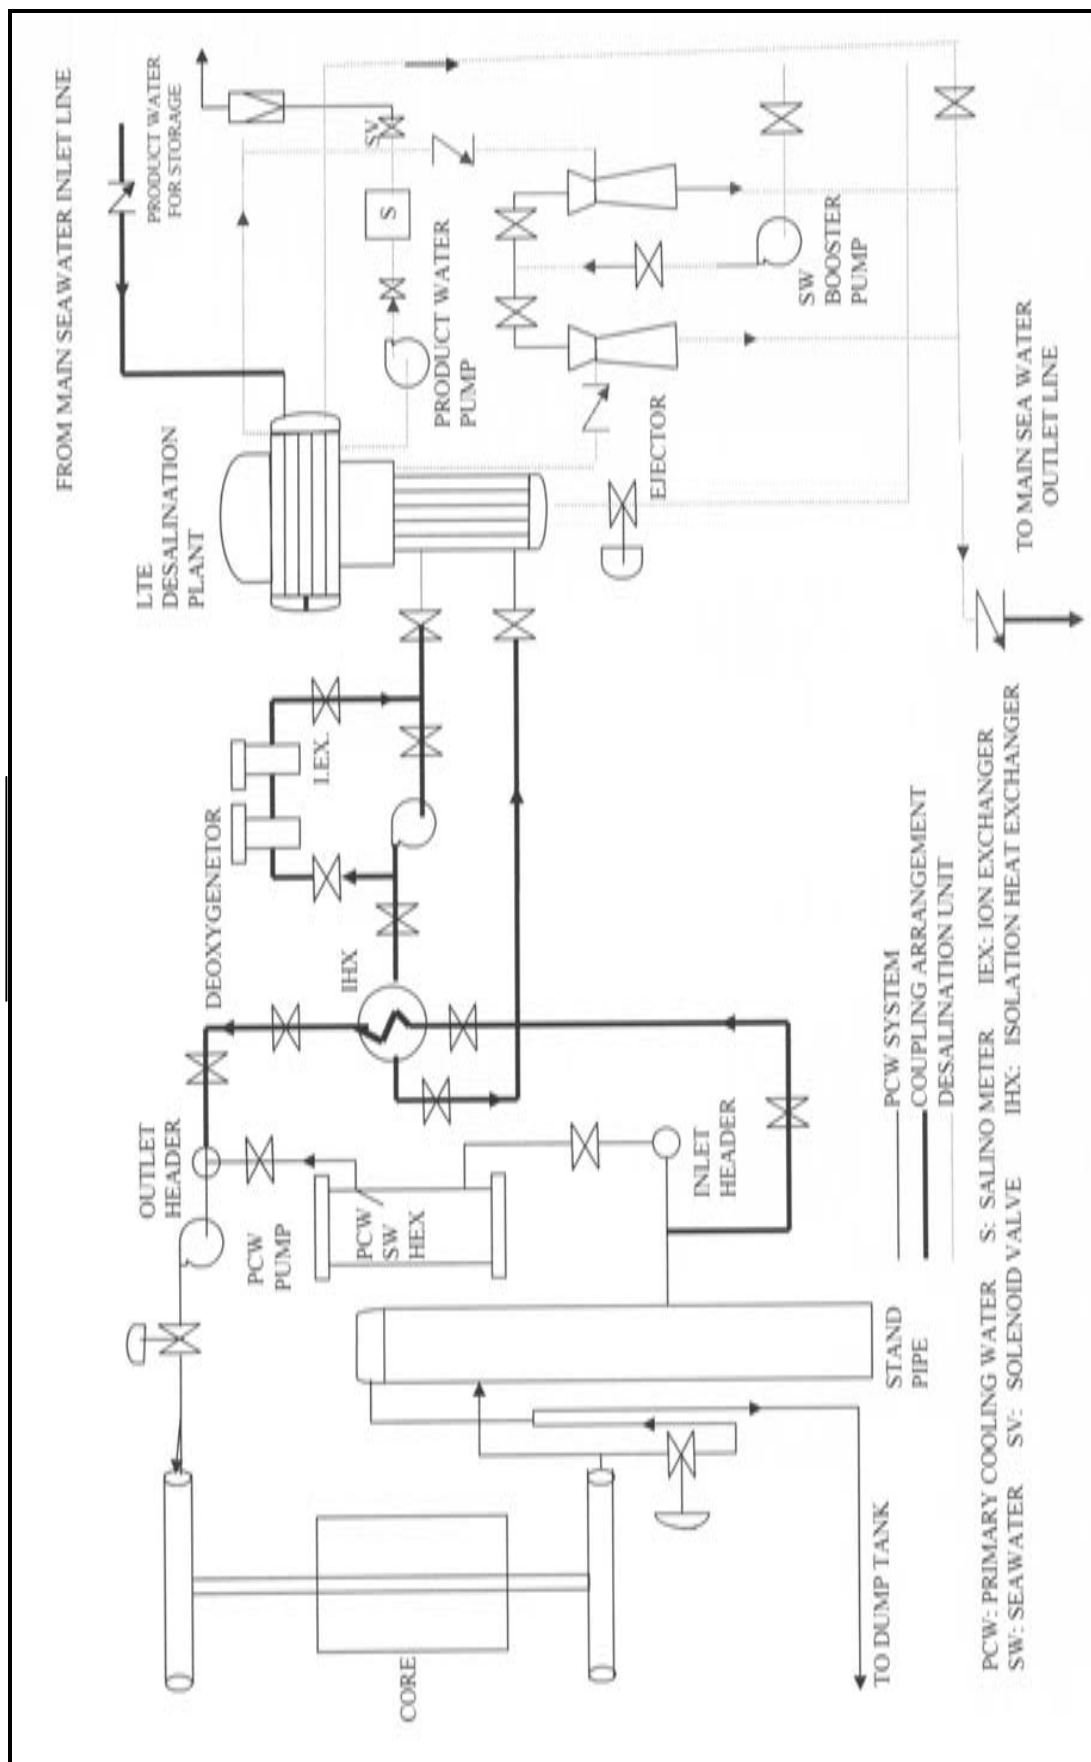 FROM MAIN SEAWATER INLET LINE
PRODUCT WATER
FOR STORAGE
LTE
DESALINATION
PLANT
SV
S
PRODUCT WATER
PUMP
SW
BOOSTER
PUMP
EJECTOR
TO MAIN SEA WATER
OUTLET LINE
DEOXYGENETOR
I.EX.
IHX
OUTLET
HEADER
PCW
PUMP
PCW
SW
HEX
INLET
HEADER
STAND
PIPE
CORE
TO DUMP TANK
PCW SYSTEM
COUPLING ARRANGEMENT
DESALINATION UNIT
PCW: PRIMARY COOLING WATER S: SALINO METER IEX: ION EXCHANGER
SW: SEAWATER SV: SOLENOID VALVE IHX: ISOLATION HEAT EXCHANGER